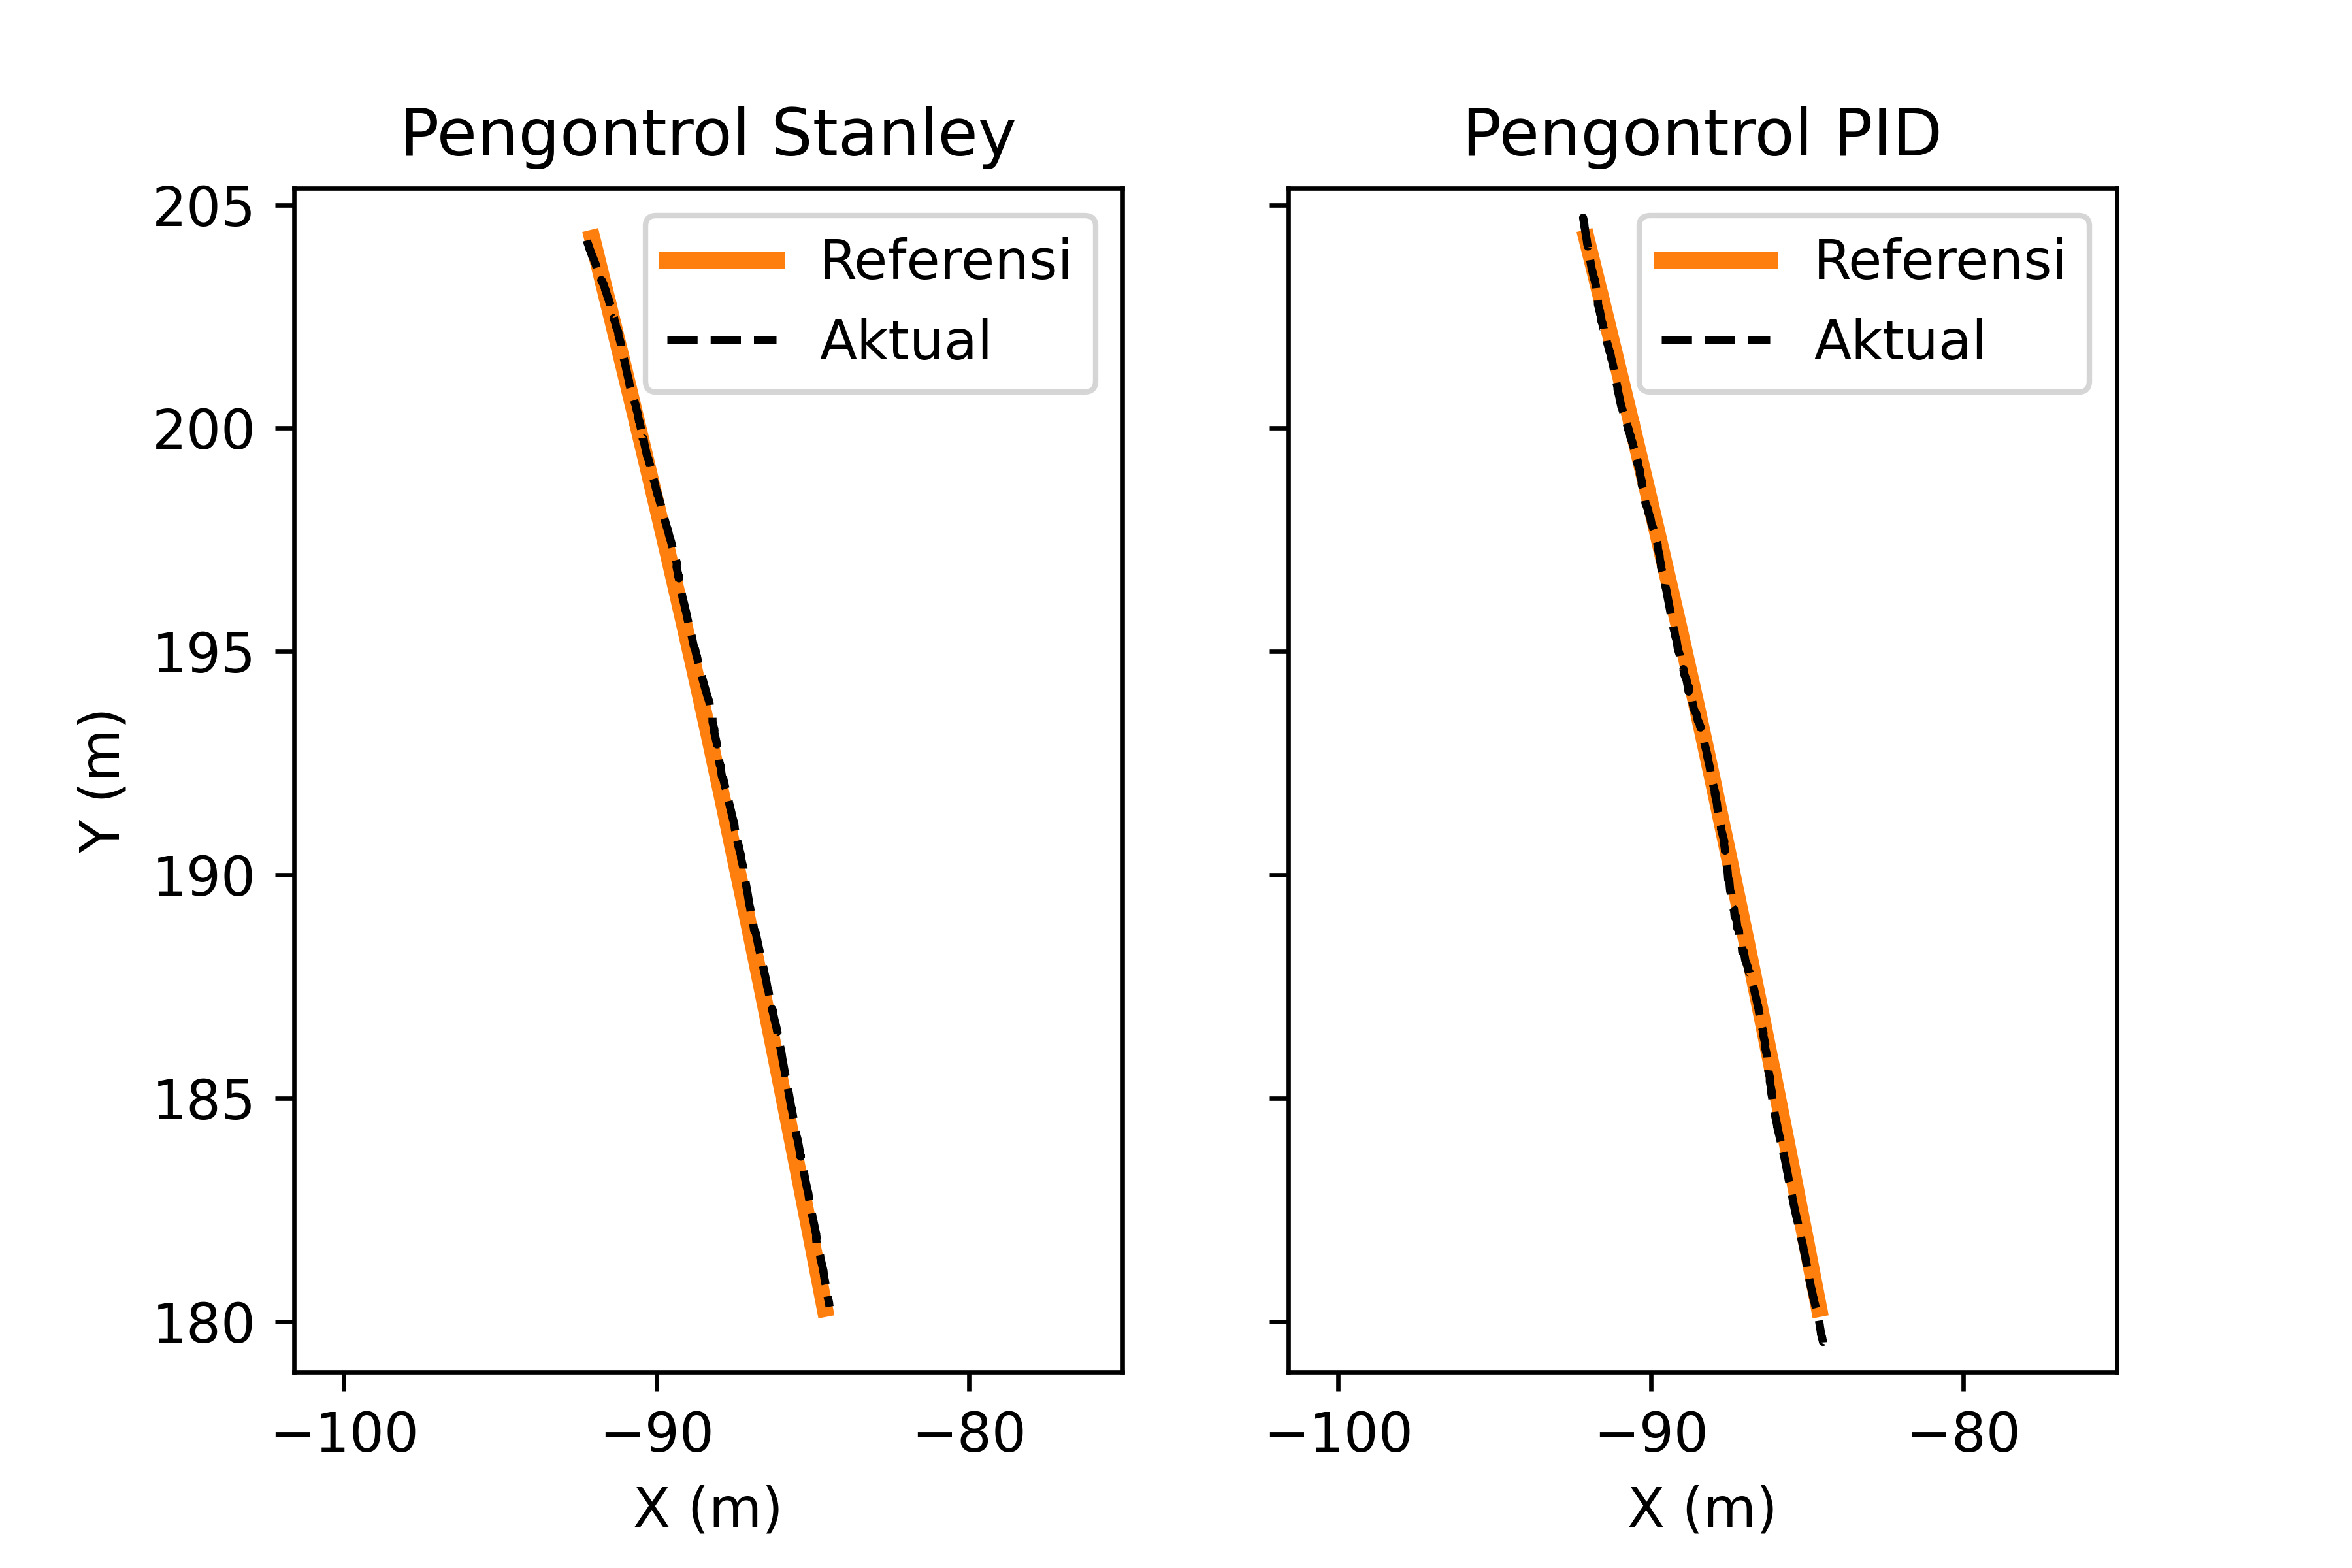 Pengontrol Stanley
Pengontrol PID
205
200
195
190
185
180
Y (m)
Referensi
Aktual
Referensi
Aktual
−100
−90
−80
−100
−90
−80
X (m)
X (m)